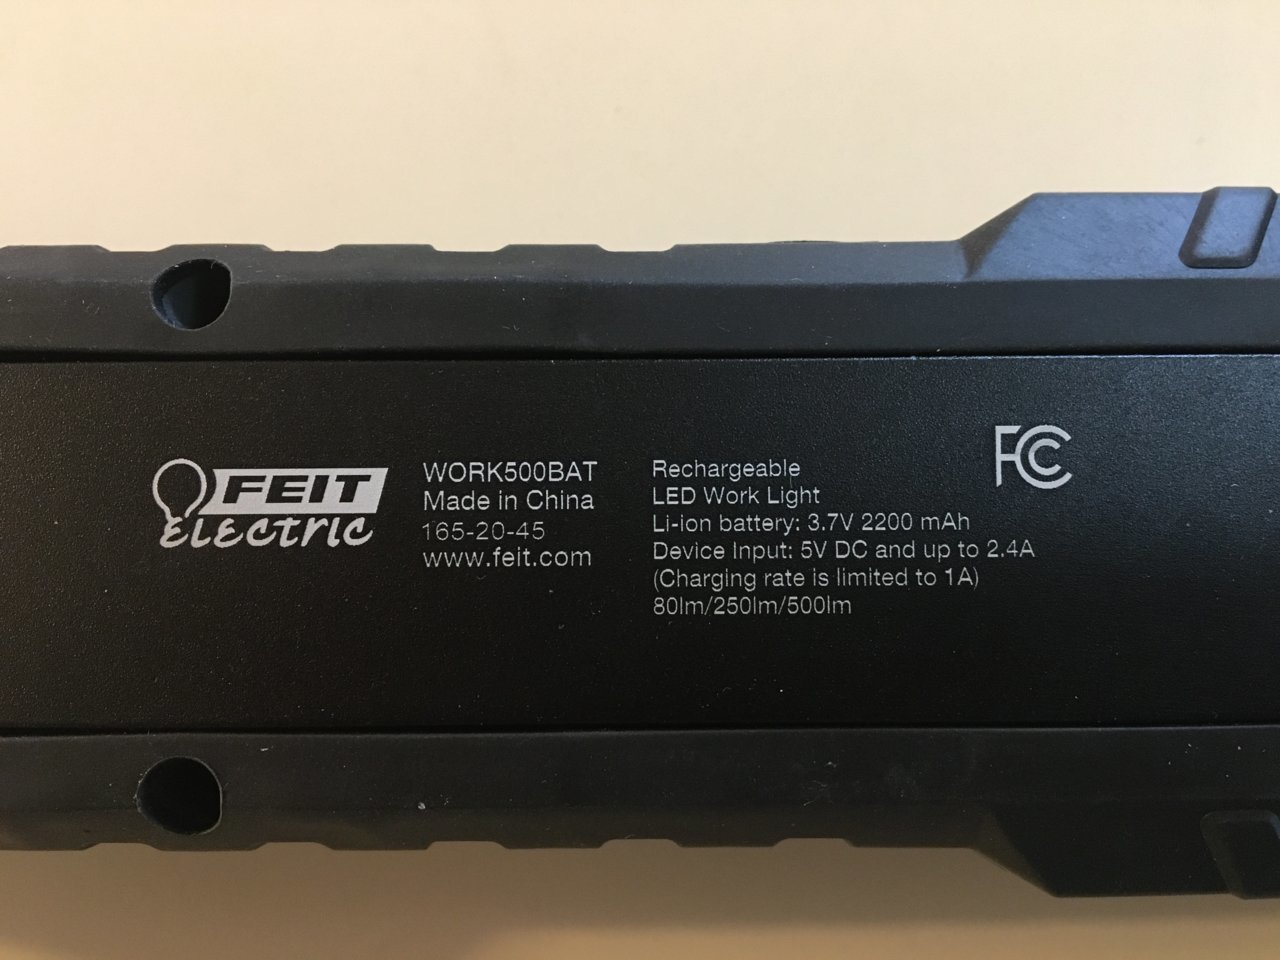 FEIT
ELECTRIC
WORK500BAT
Made in China
165-20-45
www.feit.com
Rechargeable
LED Work Light
Li-ion battery: 3.7V 2200 mAh
Device Input: 5V DC and up to 2.4A
(Charging rate is limited to 1A)
80lm/250lm/500lm
FC